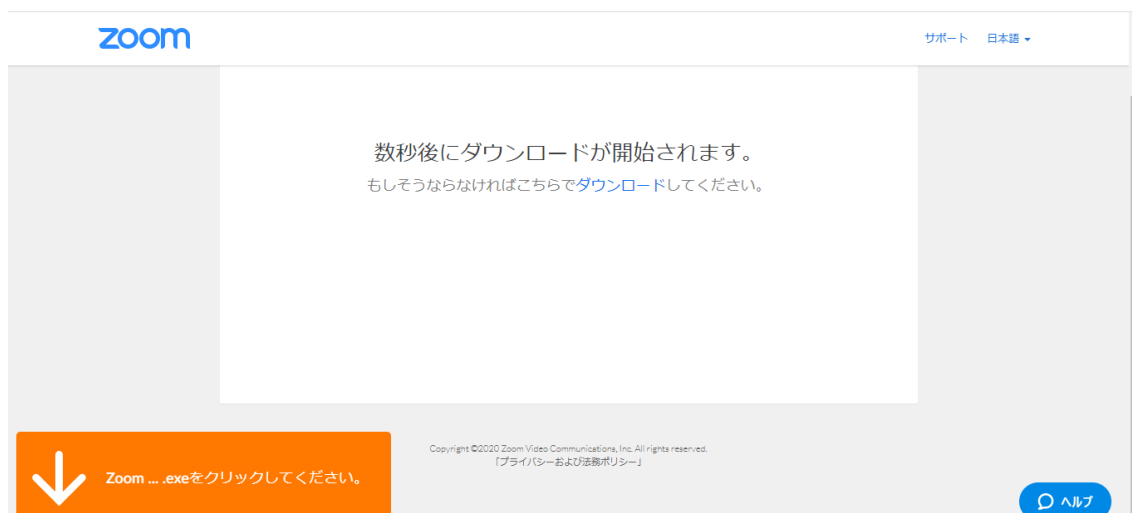 zoom
サポート 日本語
数秒後にダウンロードが開始されます。
もしそうならなければこちらでダウンロードしてください。
Copyright ©2020 Zoom Video Communications, Inc. All rights reserved.
「プライバシーおよび法務ポリシー」
Zoom ... .exeをクリックしてください。
ヘルプ